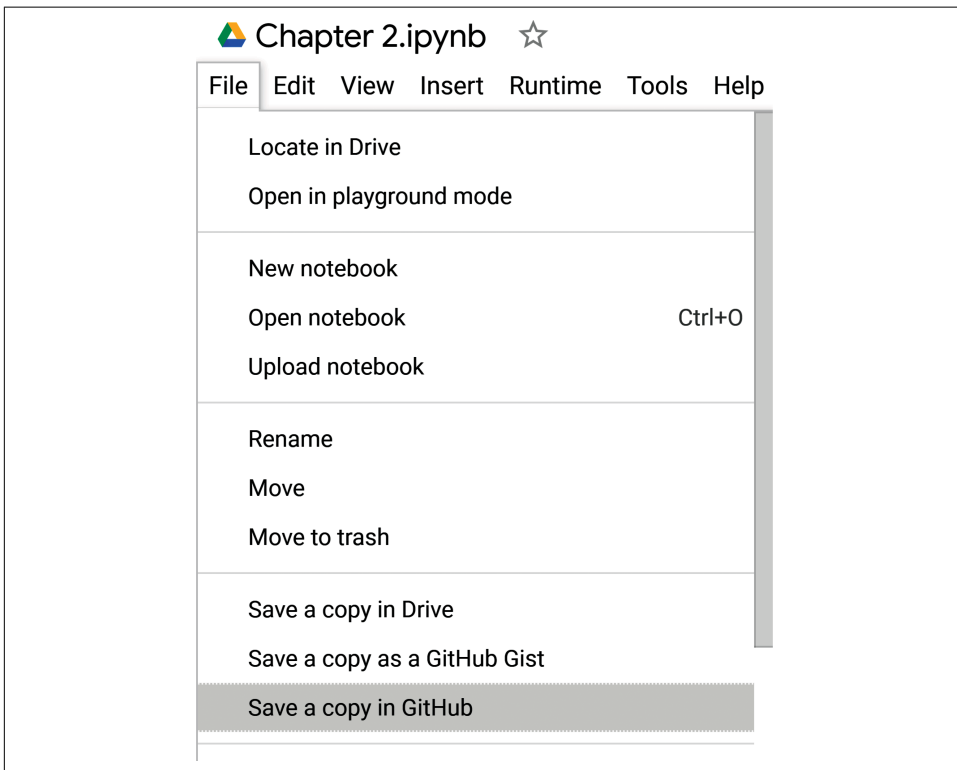 Chapter 2.ipynb
File Edit View Insert Runtime Tools Help
Locate in Drive
Open in playground mode
New notebook
Open notebook Ctrl+O
Upload notebook
Rename
Move
Move to trash
Save a copy in Drive
Save a copy as a GitHub Gist
Save a copy in GitHub